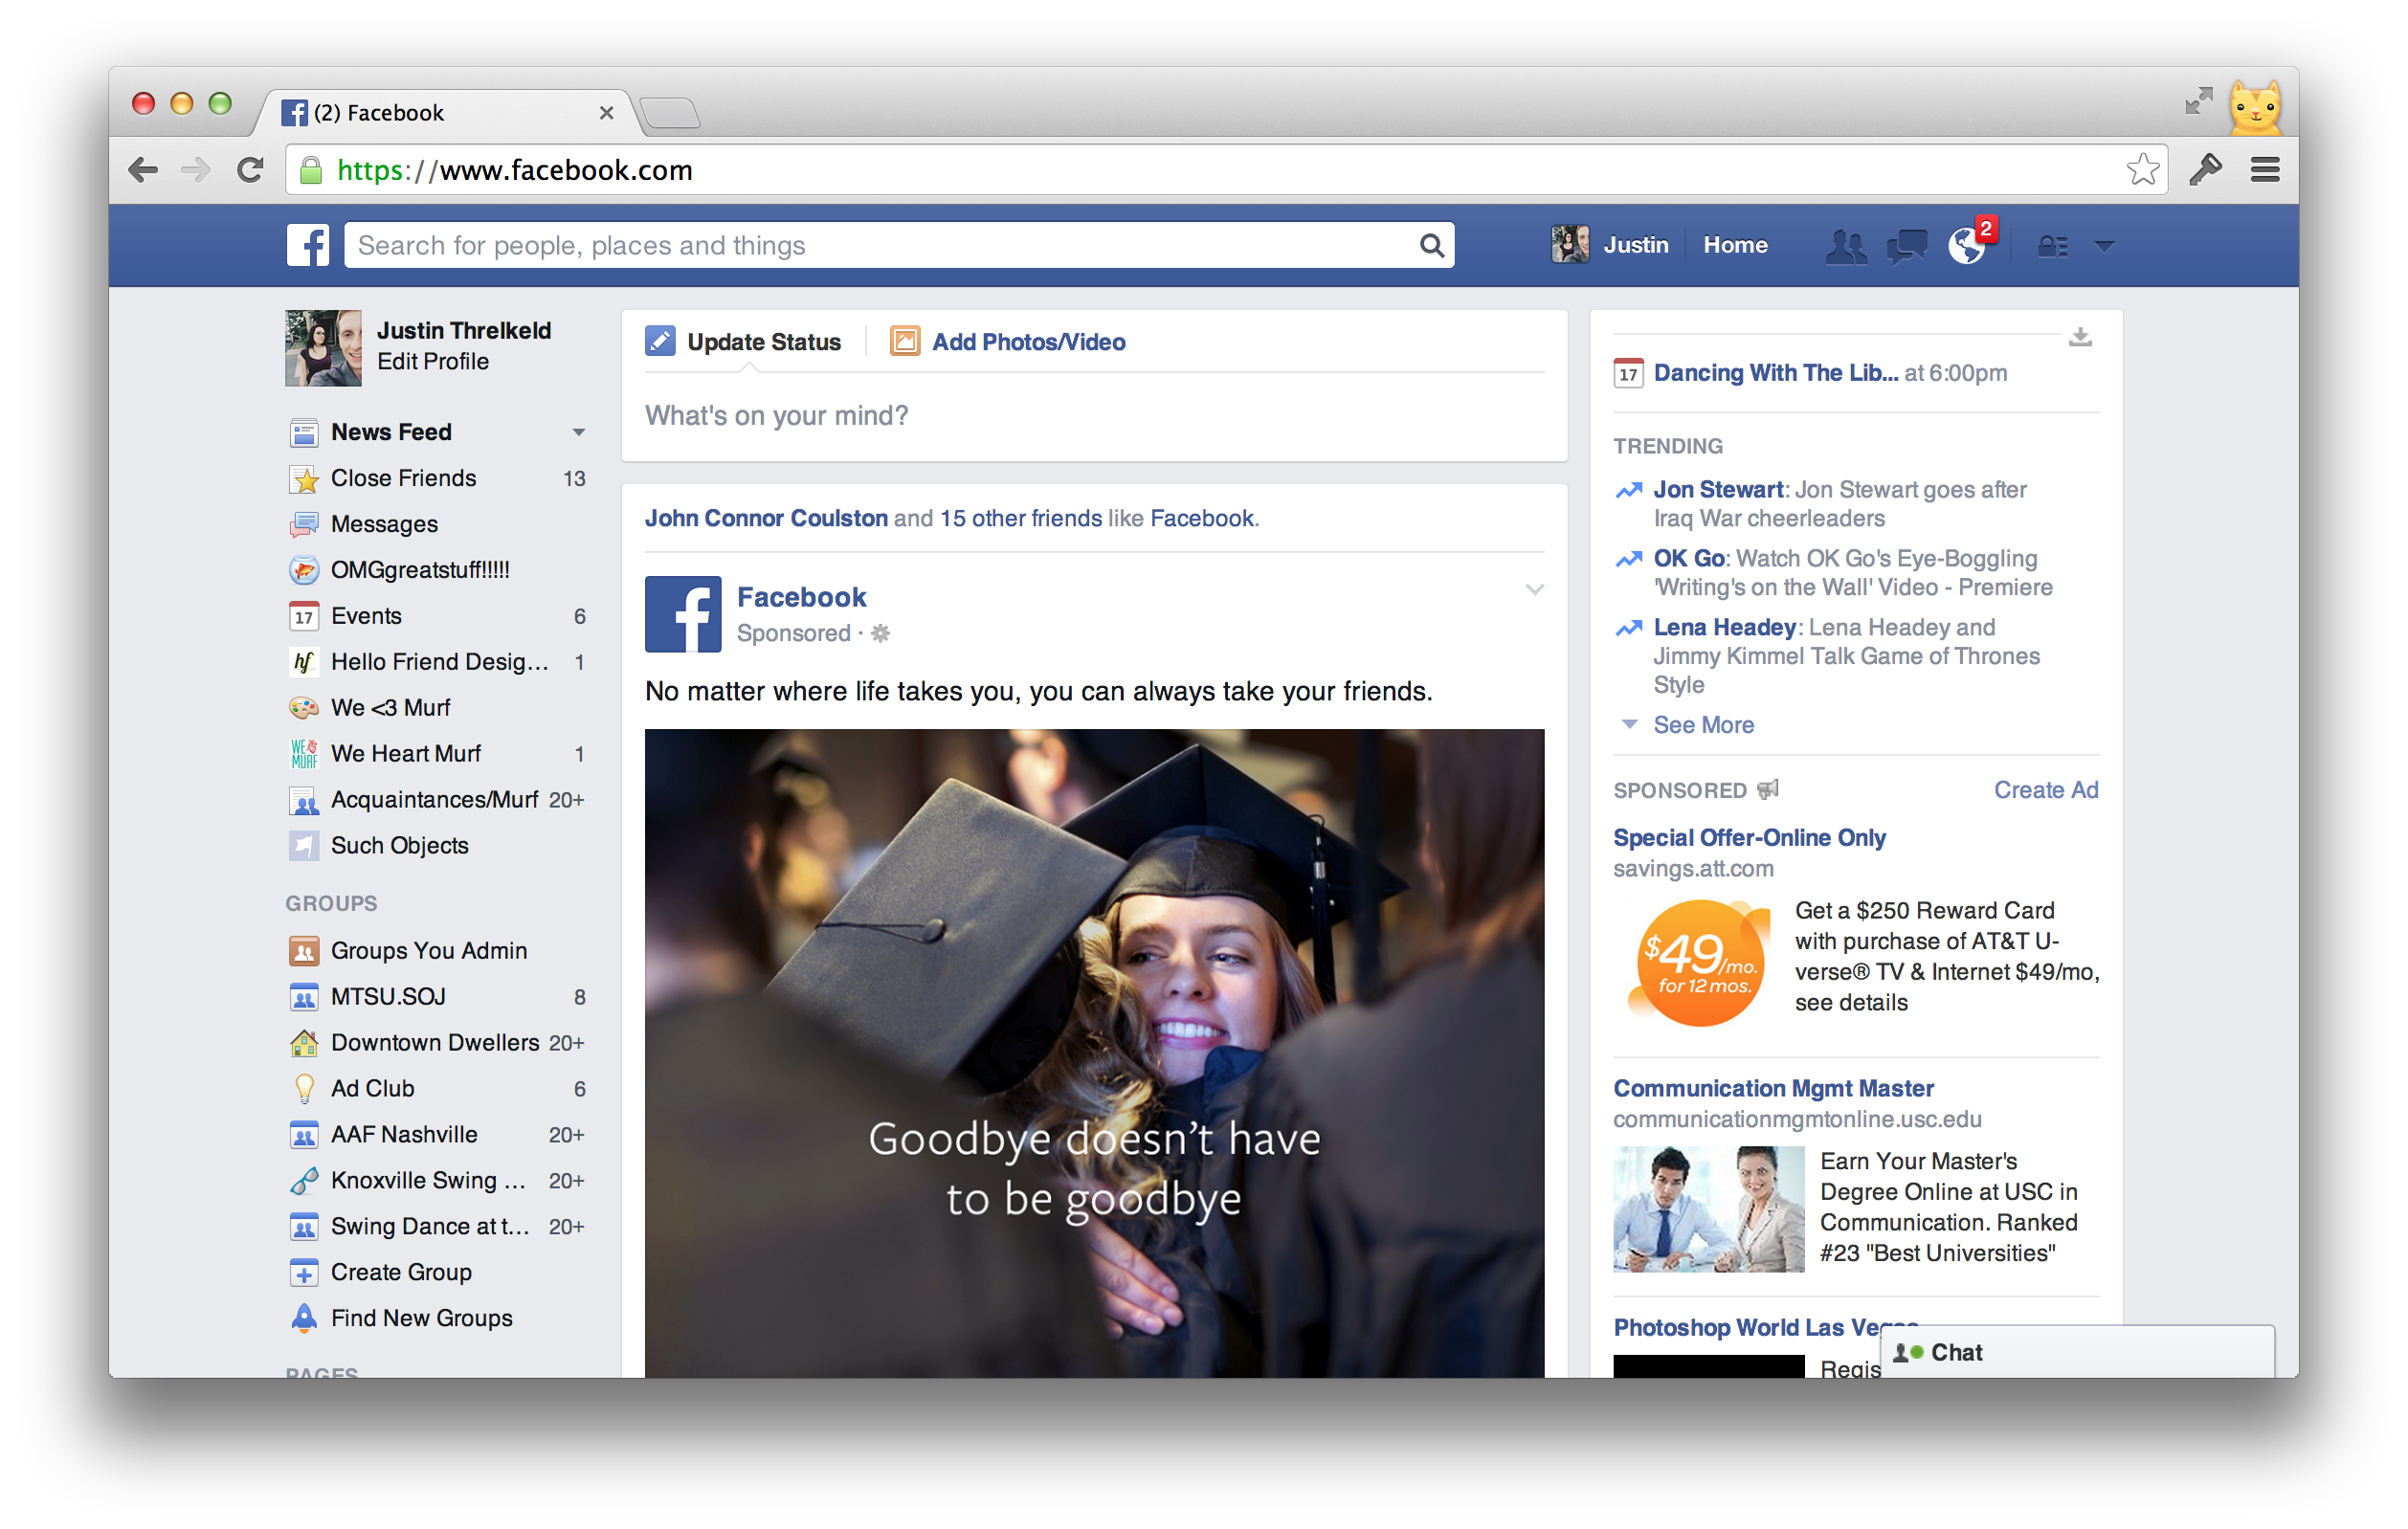 (2) Facebook
https://www.facebook.com
Search for people, places and things
Justin
Home
2
Justin Threlkeld
Edit Profile
News Feed
Close Friends 13
Messages
OMGgreatstuff!!!!!
17 Events 6
hf Hello Friend Desig... 1
We <3 Murf
WE MURF We Heart Murf 1
Acquaintances/Murf 20+
Such Objects
GROUPS
Groups You Admin
MTSU.SOJ 8
Downtown Dwellers 20+
Ad Club 6
AAF Nashville 20+
Knoxville Swing ... 20+
Swing Dance at t... 20+
Create Group
Find New Groups
PAGES
Update Status
Add Photos/Video
What's on your mind?
John Connor Coulston and 15 other friends like Facebook.
Facebook
Sponsored ·
No matter where life takes you, you can always take your friends.
Goodbye doesn't have
to be goodbye
17 Dancing With The Lib... at 6:00pm
TRENDING
Jon Stewart: Jon Stewart goes after
Iraq War cheerleaders
OK Go: Watch OK Go's Eye-Boggling
'Writing's on the Wall' Video - Premiere
Lena Headey: Lena Headey and
Jimmy Kimmel Talk Game of Thrones
Style
See More
SPONSORED
Create Ad
Special Offer-Online Only
savings.att.com
$49/mo.
for 12 mos.
Get a $250 Reward Card
with purchase of AT&T U-
verse® TV & Internet $49/mo,
see details
Communication Mgmt Master
communicationmgmtonline.usc.edu
Earn Your Master's
Degree Online at USC in
Communication. Ranked
#23 "Best Universities"
Photoshop World Las Vegas
Regis
Chat